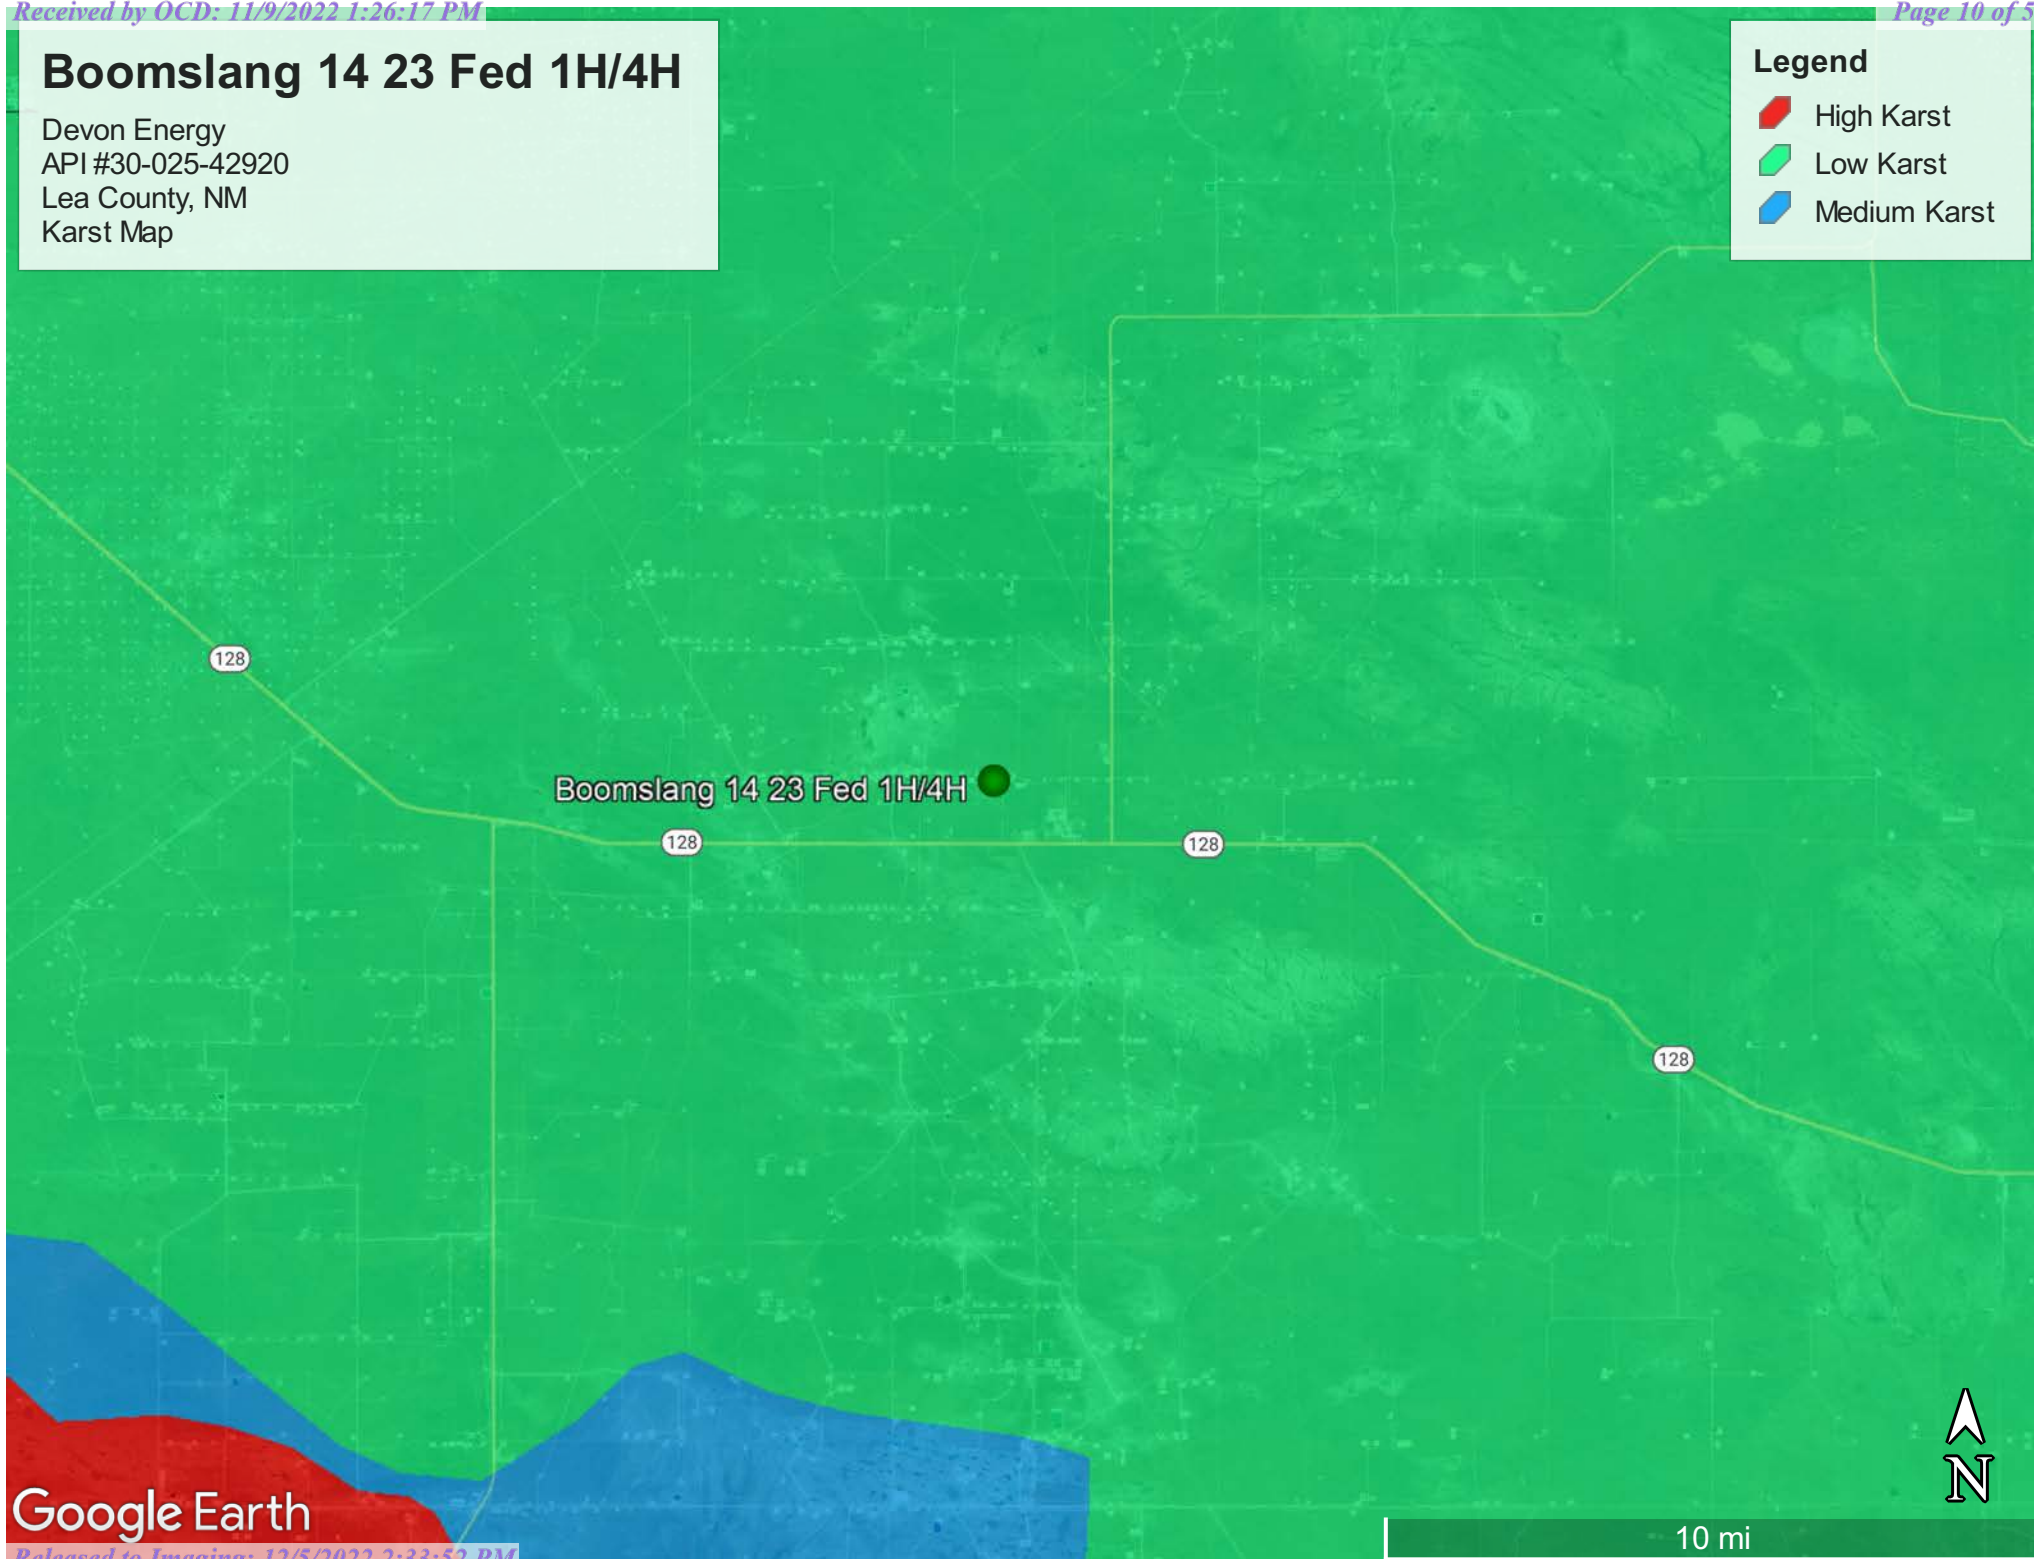 Received by OCD: 11/9/2022 1:26:17 PM
Page 10 of 5
Boomslang 14 23 Fed 1H/4H
Devon Energy
API #30-025-42920
Lea County, NM
Karst Map
Legend
High Karst
Low Karst
Medium Karst
128
Boomslang 14 23 Fed 1H/4H
128
128
128
N
Google Earth
10 mi
Released to Imaging: 12/5/2022 2:33:52 PM